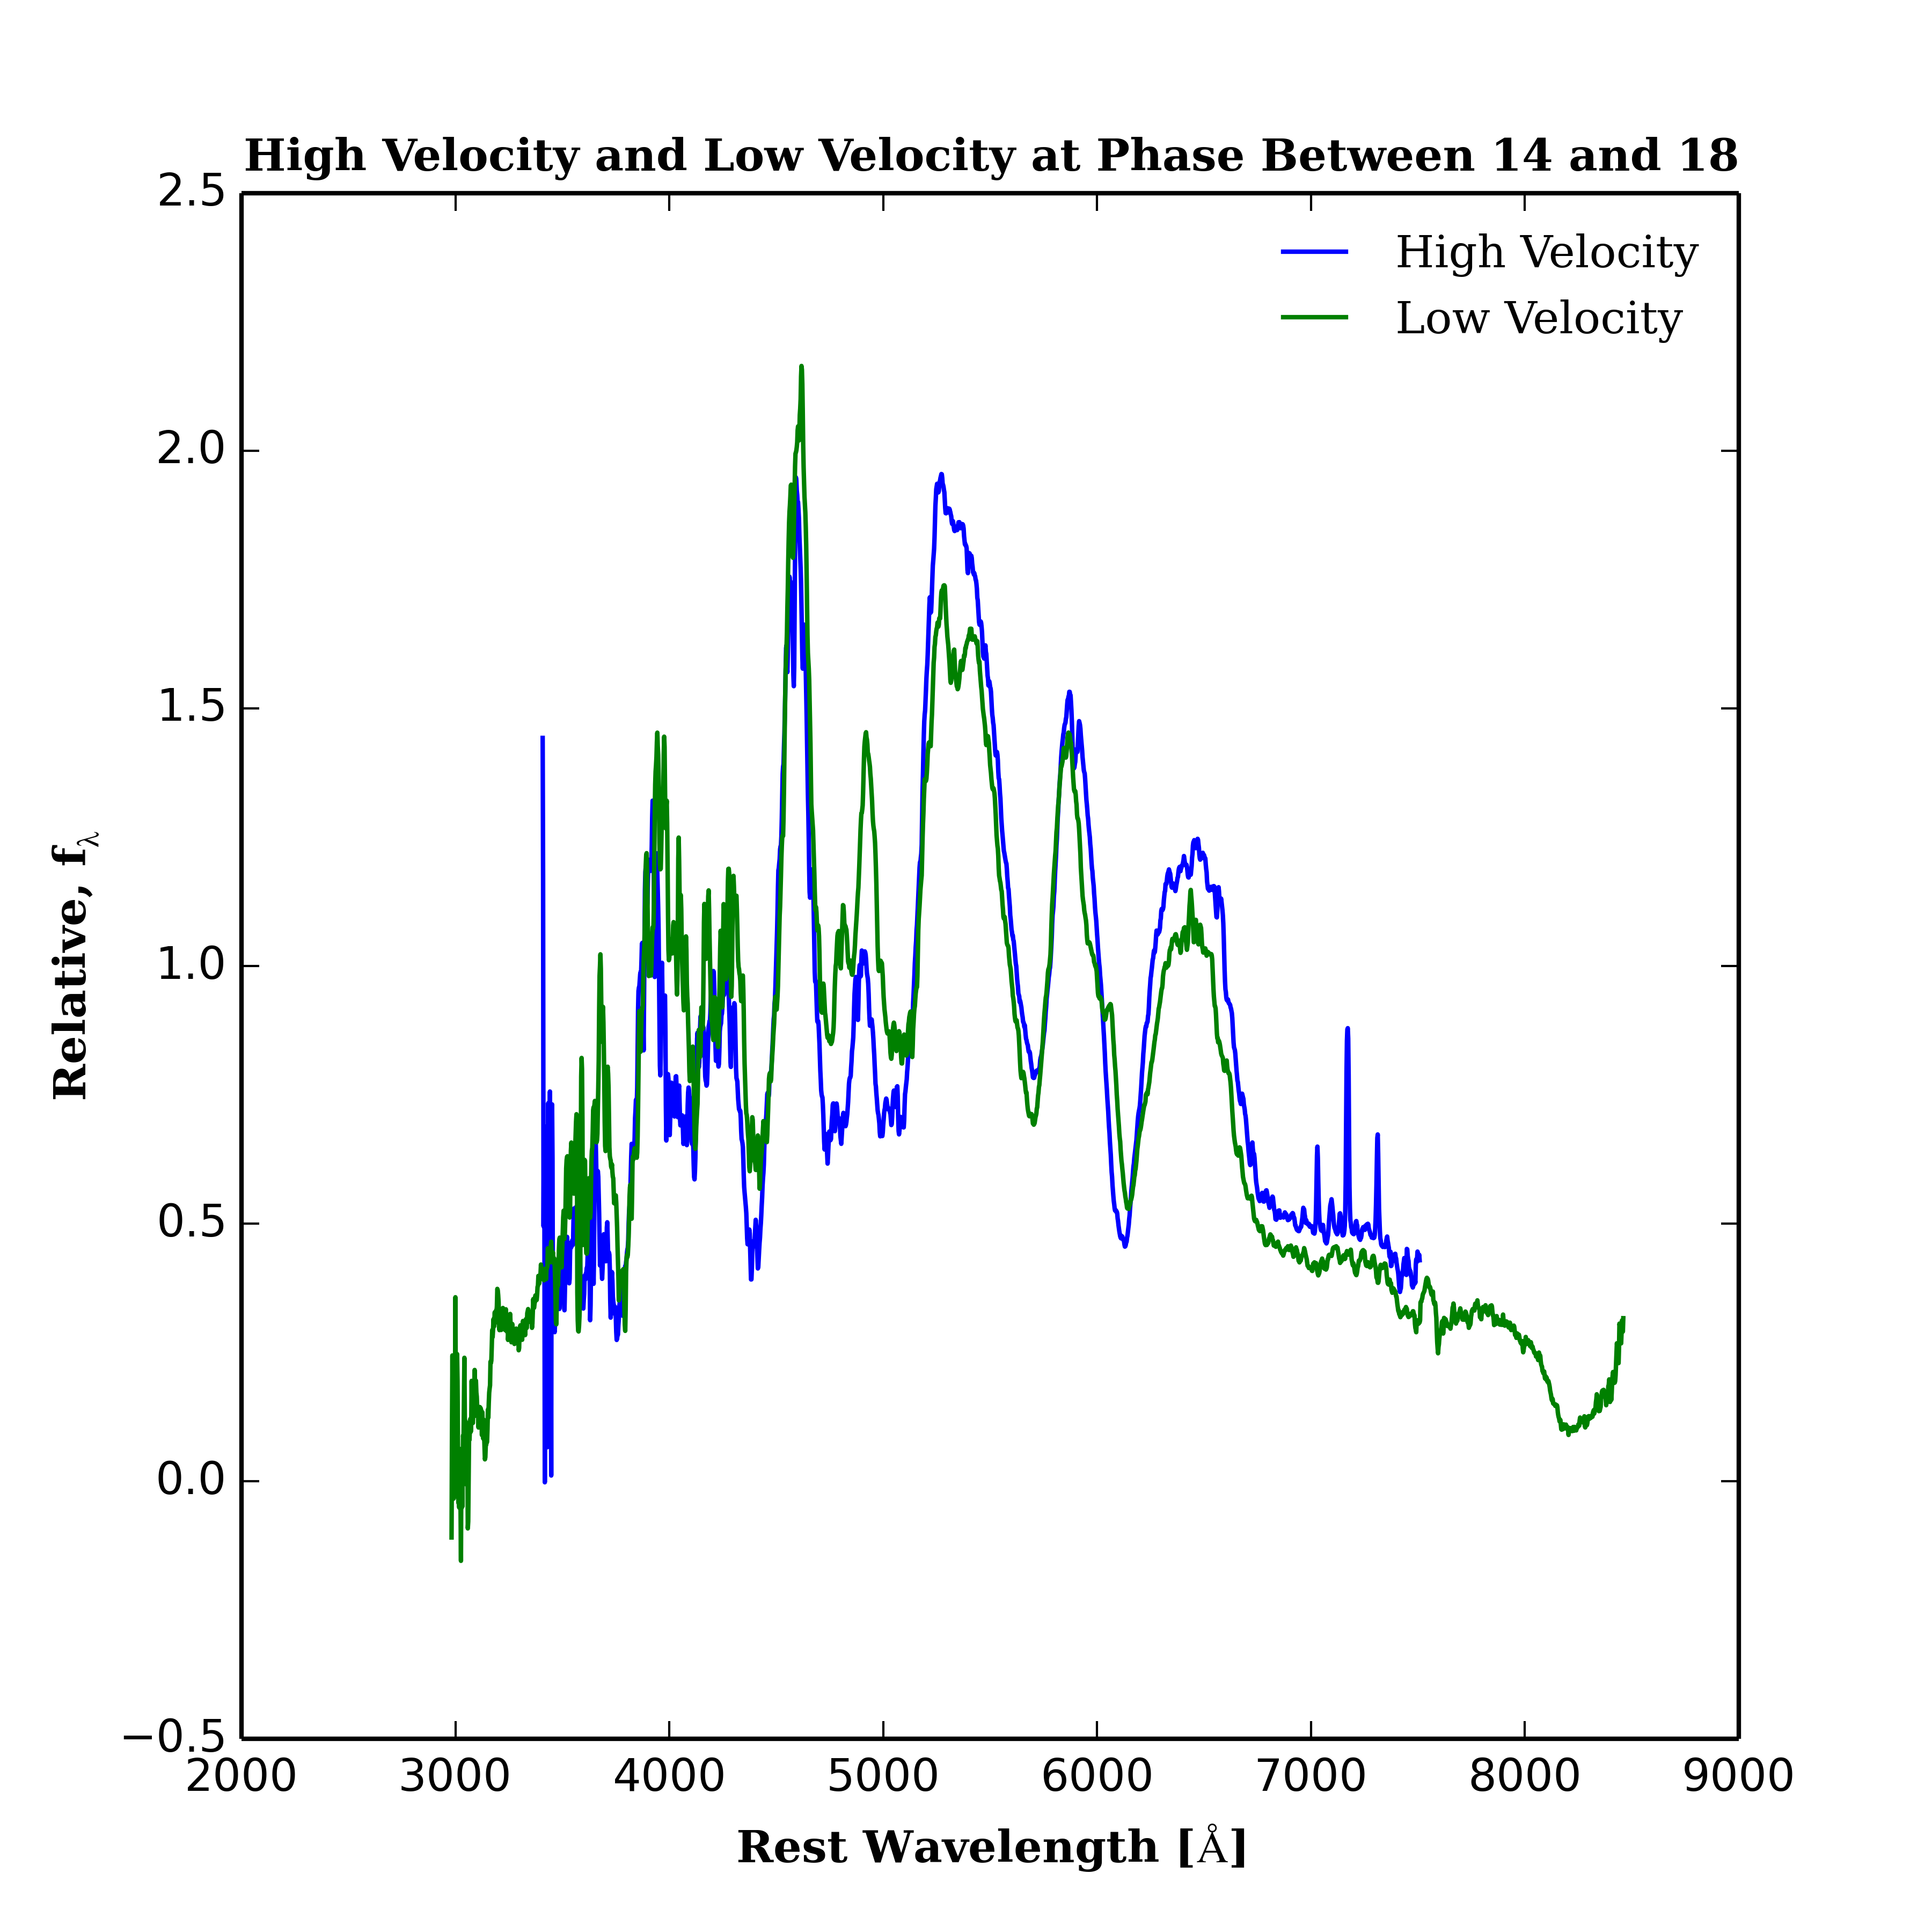 High Velocity and Low Velocity at Phase Between 14 and 18
High Velocity
Low Velocity
2.5
2.0
1.5
1.0
0.5
0.0
−0.5
Relative, fλ
2000 3000 4000 5000 6000 7000 8000 9000
Rest Wavelength [Å]